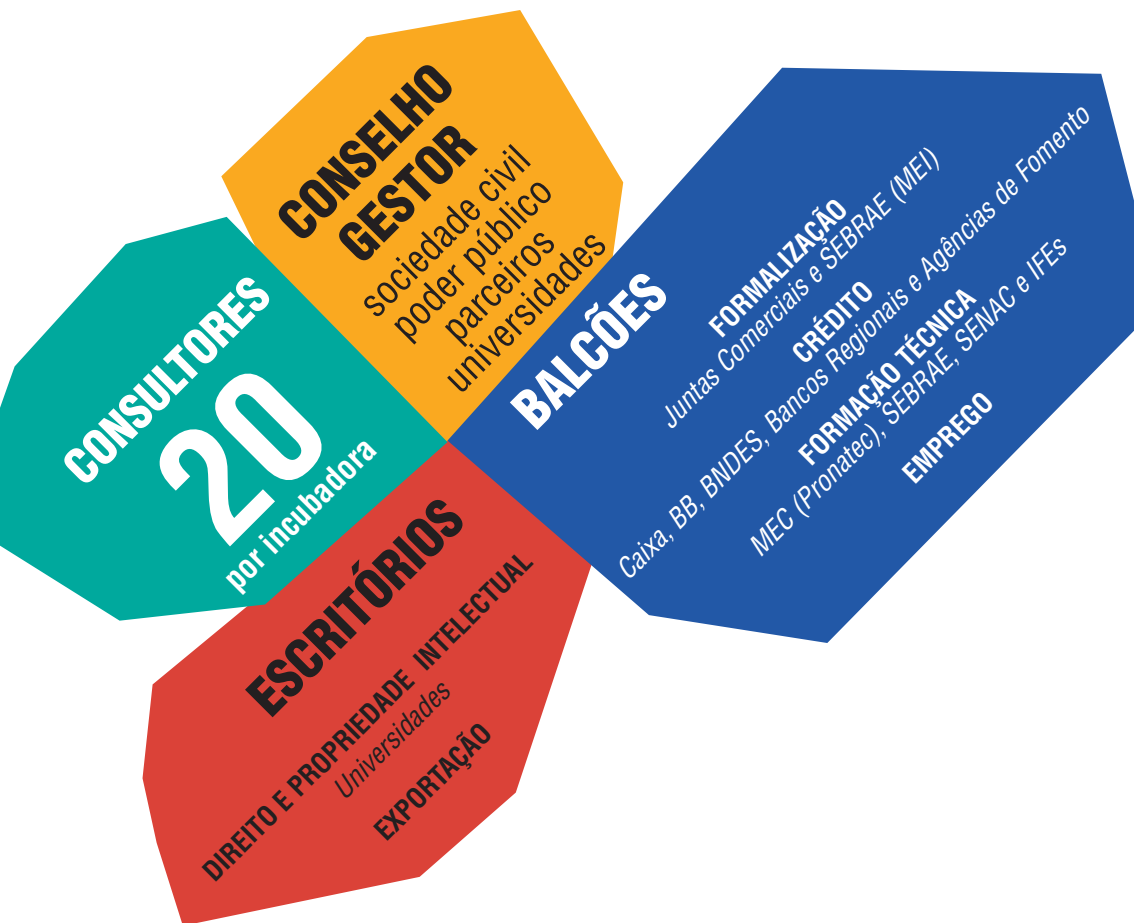 CONSELHO
GESTOR
sociedade civil
poder público
parceiros
universidades
CONSULTORES
20
por incubadora
BALCÕES
FORMALIZAÇÃO
Juntas Comerciais e SEBRAE (MEI)
CRÉDITO
Caixa, BB, BNDES, Bancos Regionais e Agências de Fomento
FORMAÇÃO TÉCNICA
MEC (Pronatec), SEBRAE, SENAC e IFEs
EMPREGO
ESCRITÓRIOS
DIREITO E PROPRIEDADE INTELECTUAL
Universidades
EXPORTAÇÃO